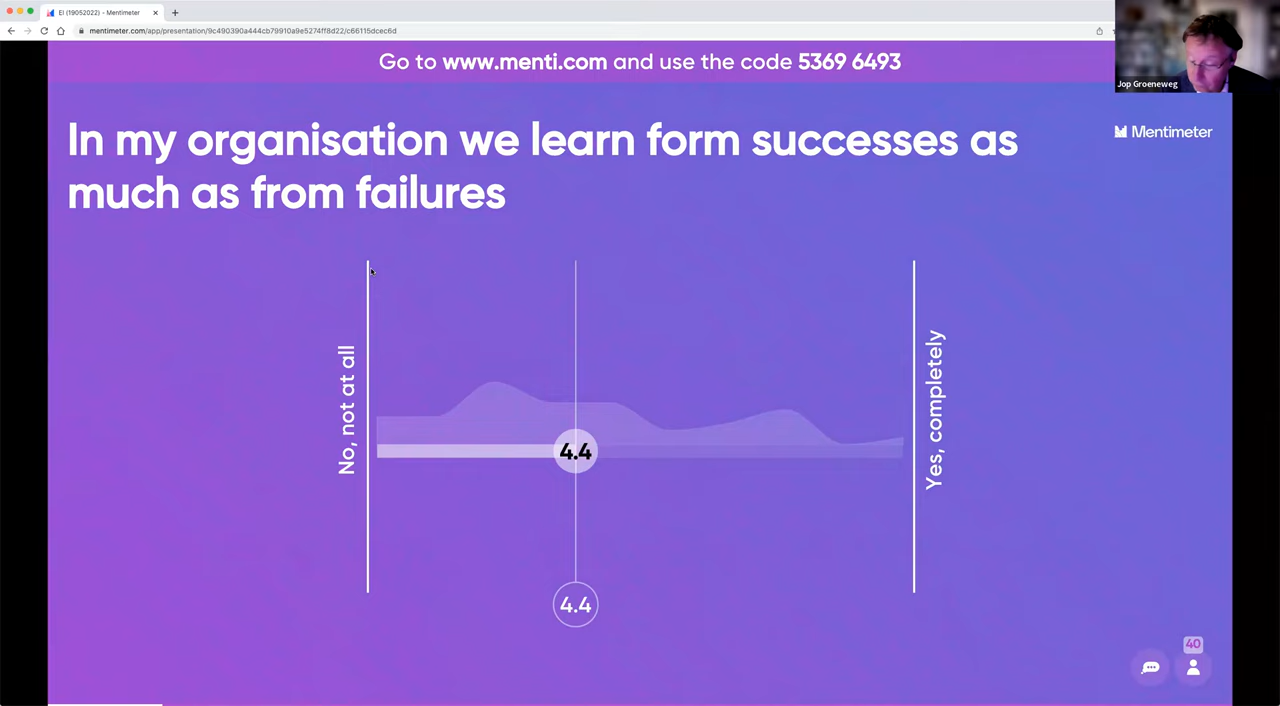 EI (19052022) - Mentimeter
mentimeter.com/app/presentation/9c490390a444cb79910a9e5274ff8d22/c66115dcec6d
Go to www.menti.com and use the code 5369 6493
Jop Groeneweg
Mentimeter
In my organisation we learn form successes as
much as from failures
No, not at all
4.4
Yes, completely
4.4
40